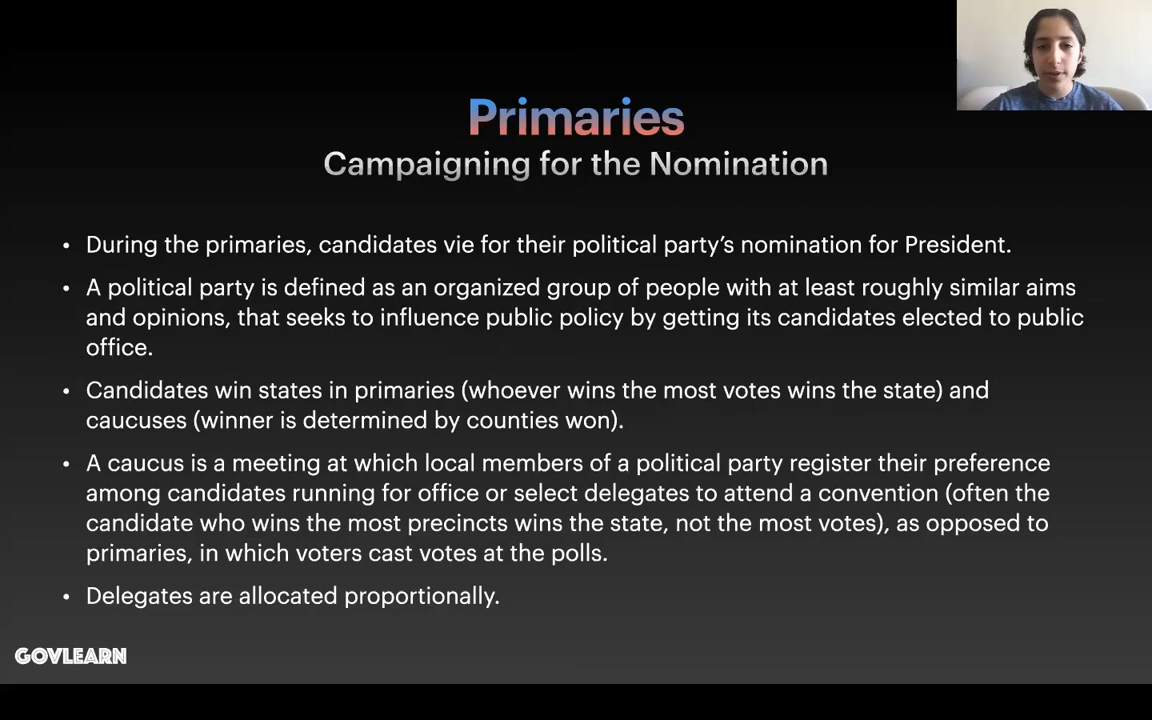 Primaries
Campaigning for the Nomination
• During the primaries, candidates vie for their political party's nomination for President.
• A political party is defined as an organized group of people with at least roughly similar aims
and opinions, that seeks to influence public policy by getting its candidates elected to public
office.
• Candidates win states in primaries (whoever wins the most votes wins the state) and
caucuses (winner is determined by counties won).
• A caucus is a meeting at which local members of a political party register their preference
among candidates running for office or select delegates to attend a convention (often the
candidate who wins the most precincts wins the state, not the most votes), as opposed to
primaries, in which voters cast votes at the polls.
• Delegates are allocated proportionally.
GOVLEARN